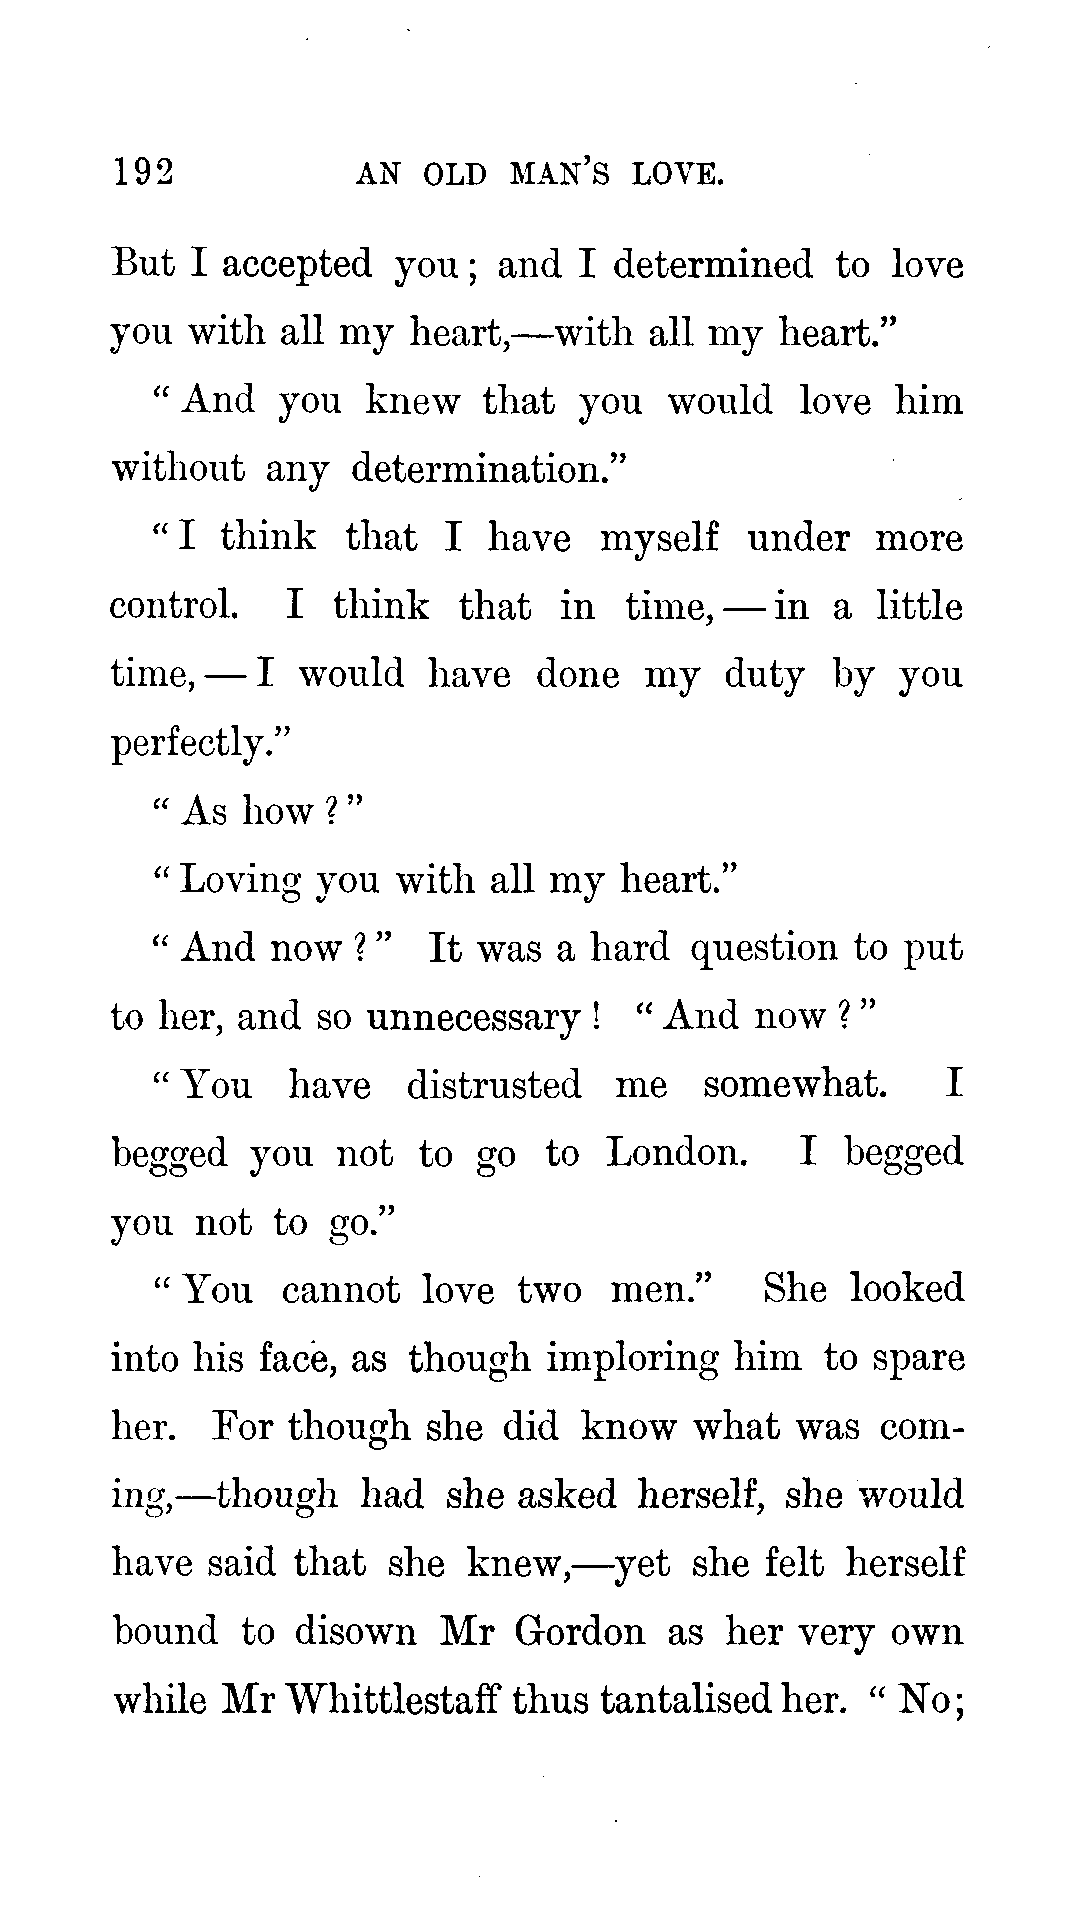 192 AN OLD MAN'S LOVE.
But I accepted you; and I determined to love
you with all my heart,—with all my heart.”
“And you knew that you would love him
without any determination.”
“I think that I have myself under more
control. I think that in time,—in a little
time,—I would have done my duty by you
perfectly.”
“As how?”
“Loving you with all my heart.”
“And now?” It was a hard question to put
to her, and so unnecessary! “And now?”
“You have distrusted me somewhat. I
begged you not to go to London. I begged
you not to go.”
“You cannot love two men.” She looked
into his face, as though imploring him to spare
her. For though she did know what was com-
ing,—though had she asked herself, she would
have said that she knew,—yet she felt herself
bound to disown Mr Gordon as her very own
while Mr Whittlestaff thus tantalised her. “No;